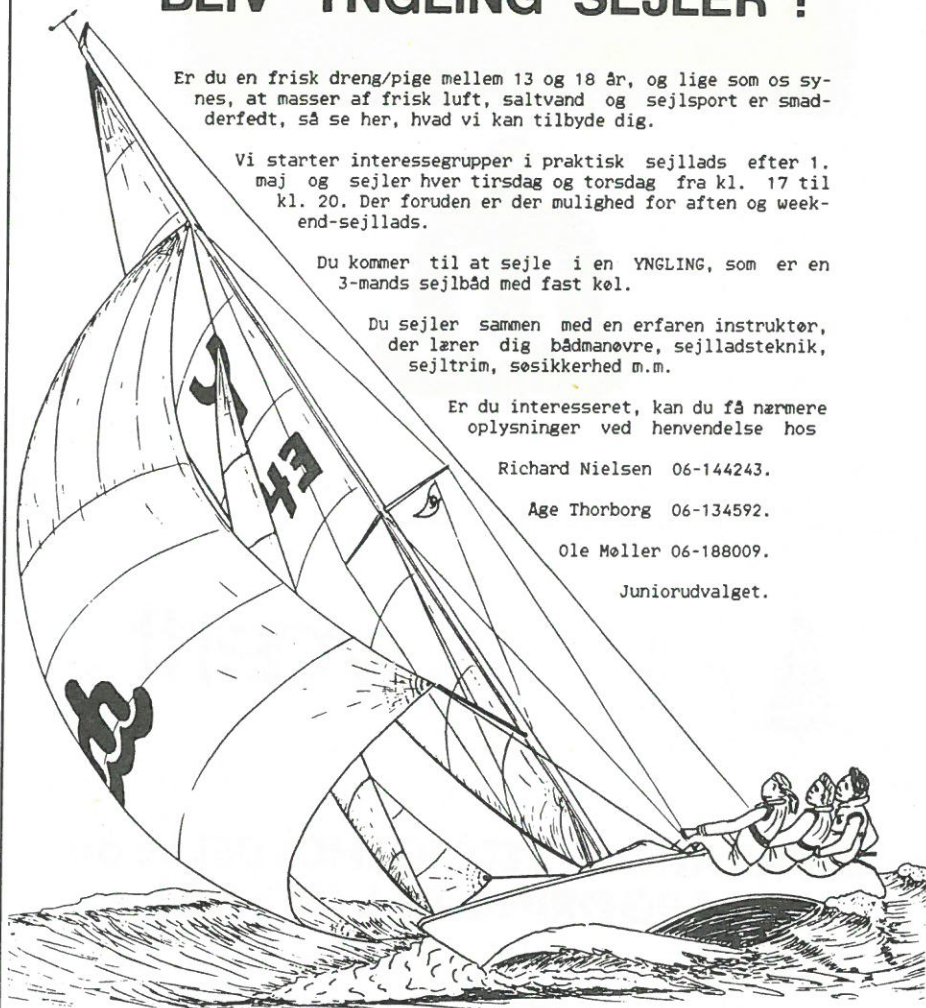 BLIV YNGLING SEJLER !
Er du en frisk dreng/pige mellem 13 og 18 år, og lige som os sy-
nes, at masser af frisk luft, saltvand og sejlsport er smad-
derfedt, så se her, hvad vi kan tilbyde dig.
Vi starter interessegrupper i praktisk sejllads efter 1.
maj og sejler hver tirsdag og torsdag fra kl. 17 til
kl. 20. Der foruden er der mulighed for aften og week-
end-sejllads.
Du kommer til at sejle i en YNGLING, som er en
3-mands sejlbåd med fast køl.
Du sejler sammen med en erfaren instruktør,
der lærer dig bådmanøvre, sejlladsteknik,
sejltrim, søsikkerhed m.m.
Er du interesseret, kan du få nærmere
oplysninger ved henvendelse hos
Richard Nielsen 06-144243.
Åge Thorborg 06-134592.
Ole Møller 06-188009.
Juniorudvalget.
43